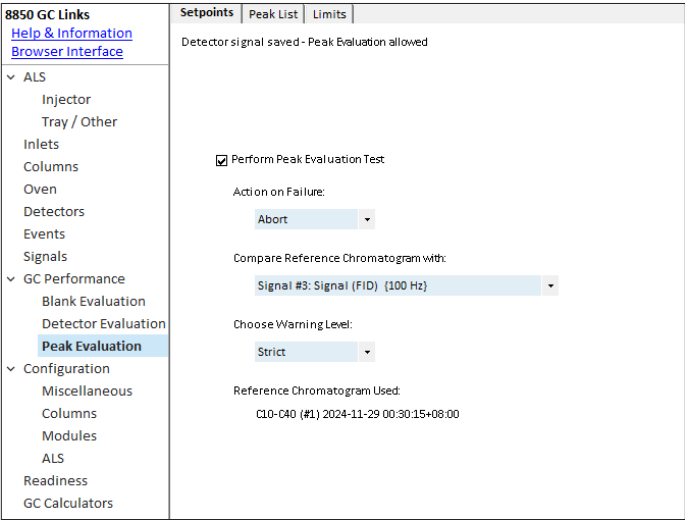 8850 GC Links
Help & Information
Browser Interface
ALS
Injector
Tray / Other
Inlets
Columns
Oven
Detectors
Events
Signals
GC Performance
Blank Evaluation
Detector Evaluation
Peak Evaluation
Configuration
Miscellaneous
Columns
Modules
ALS
Readiness
GC Calculators
Setpoints Peak List Limits
Detector signal saved - Peak Evaluation allowed
Perform Peak Evaluation Test
Action on Failure:
Abort
Compare Reference Chromatogram with:
Signal #3: Signal (FID) {100 Hz}
Choose Warning Level:
Strict
Reference Chromatogram Used:
C10-C40 (#1) 2024-11-29 00:30:15+08:00